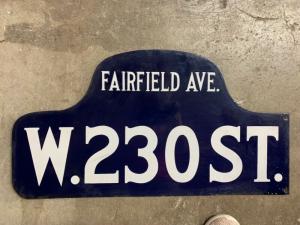 FAIRFIELD AVE.
W. 230 ST.